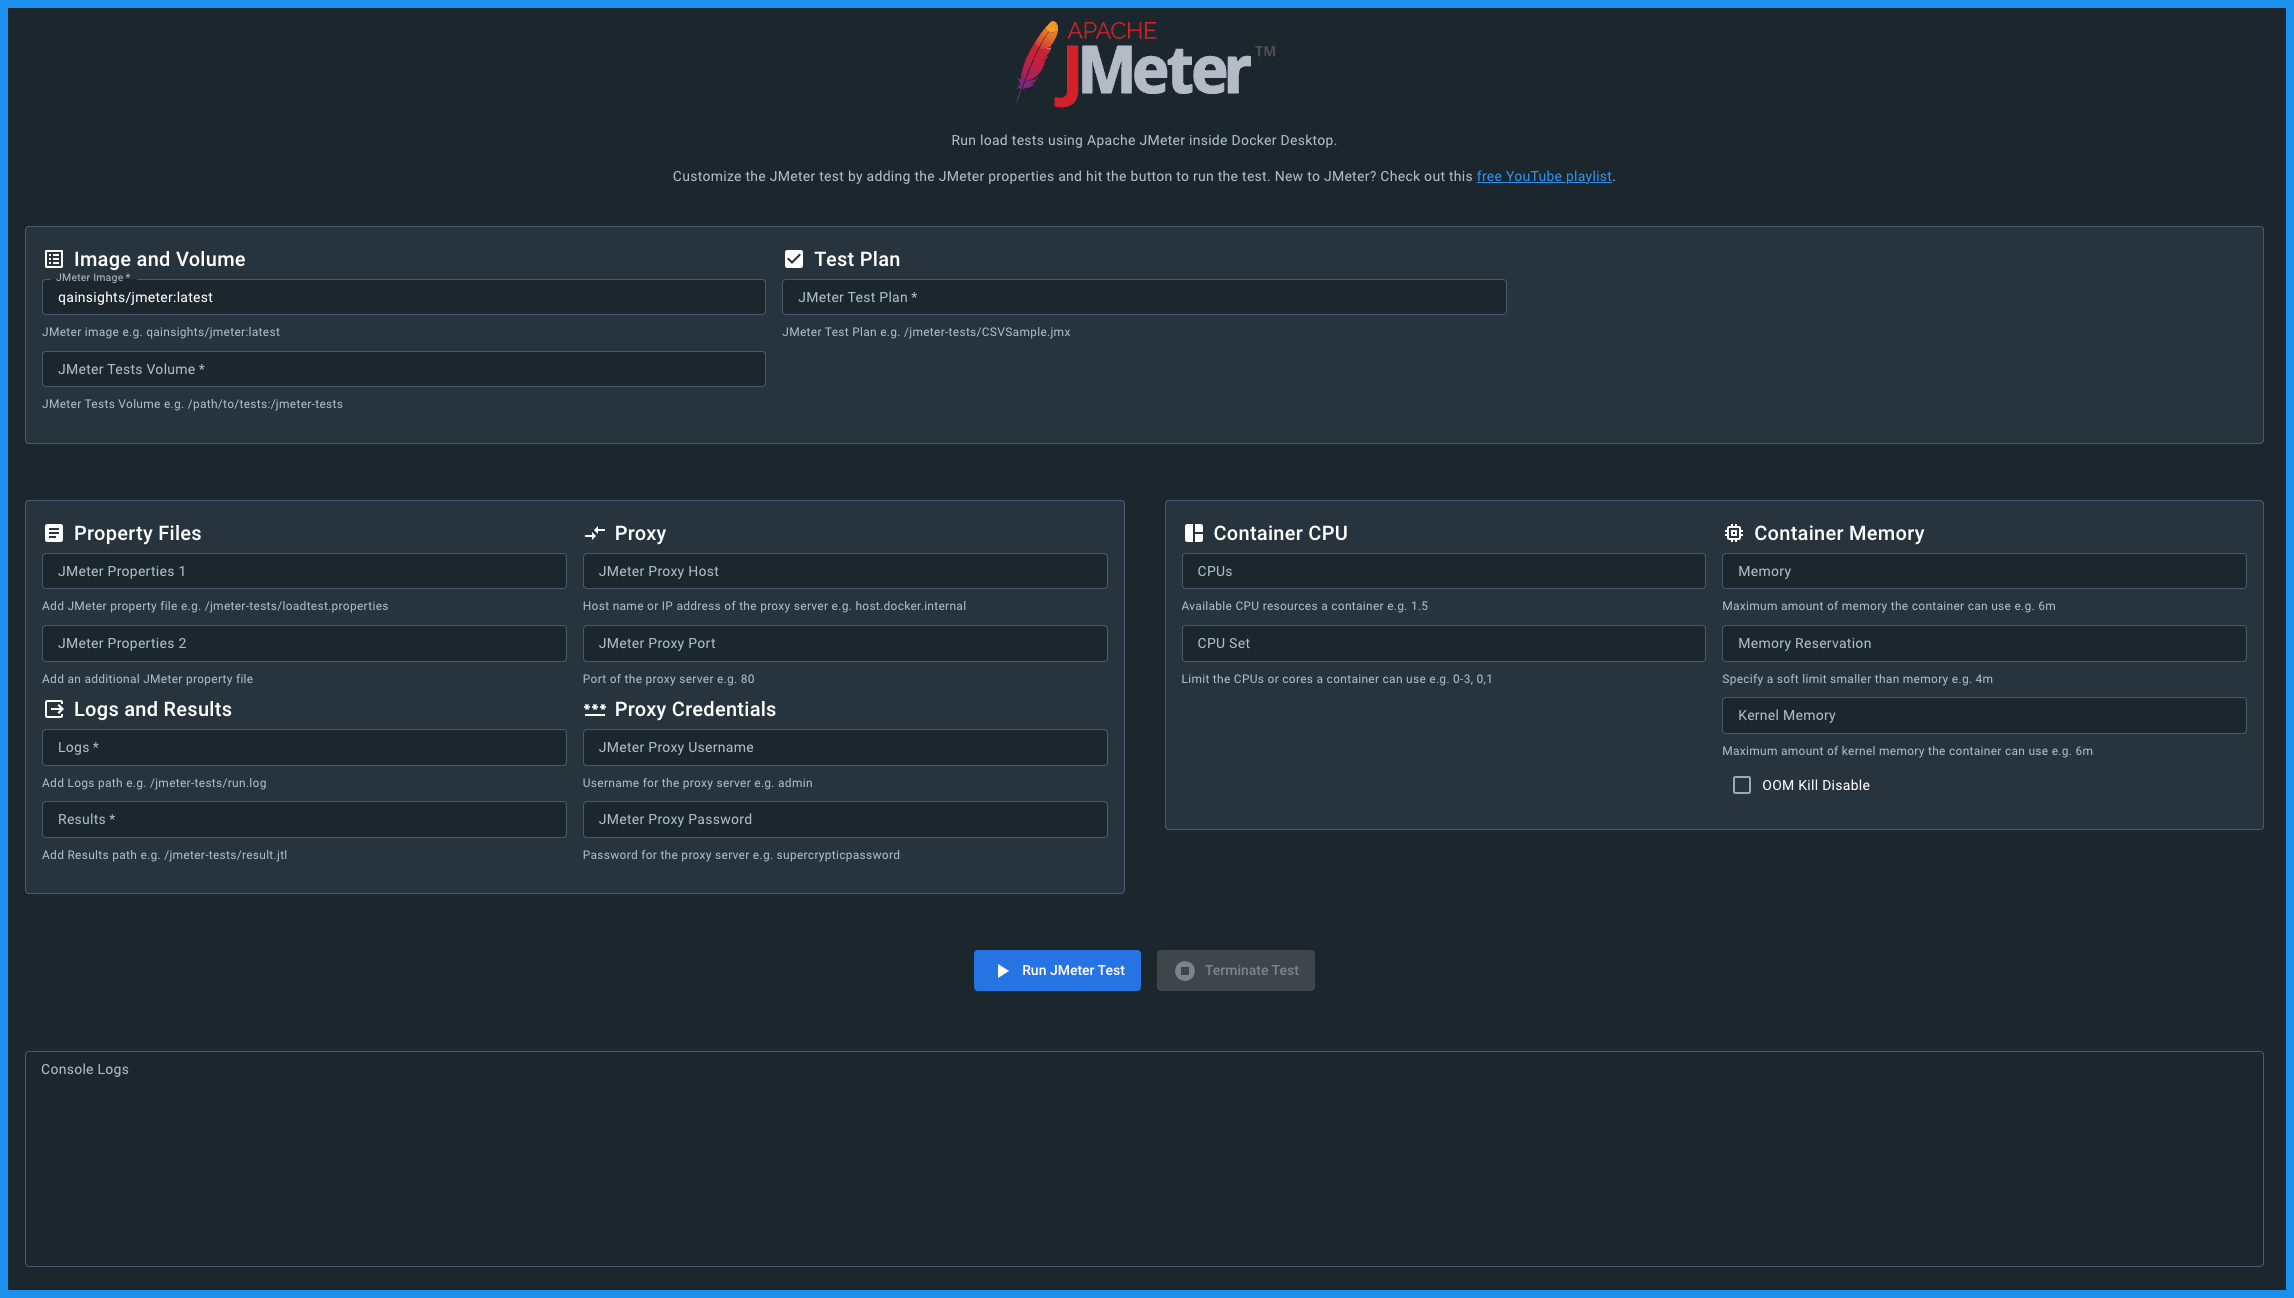 APACHE
JMeter™
Run load tests using Apache JMeter inside Docker Desktop.
Customize the JMeter test by adding the JMeter properties and hit the button to run the test. New to JMeter? Check out this free YouTube playlist.
Image and Volume
JMeter Image *
qainsights/jmeter:latest
JMeter image e.g. qainsights/jmeter:latest
JMeter Tests Volume *
JMeter Tests Volume e.g. /path/to/tests:/jmeter-tests
Test Plan
JMeter Test Plan *
JMeter Test Plan e.g. /jmeter-tests/CSVSample.jmx
Property Files
JMeter Properties 1
Add JMeter property file e.g. /jmeter-tests/loadtest.properties
JMeter Properties 2
Add an additional JMeter property file
Logs and Results
Logs *
Add Logs path e.g. /jmeter-tests/run.log
Results *
Add Results path e.g. /jmeter-tests/result.jtl
Proxy
JMeter Proxy Host
Host name or IP address of the proxy server e.g. host.docker.internal
JMeter Proxy Port
Port of the proxy server e.g. 80
Proxy Credentials
JMeter Proxy Username
Username for the proxy server e.g. admin
JMeter Proxy Password
Password for the proxy server e.g. supercrypticpassword
Container CPU
CPUs
Available CPU resources a container e.g. 1.5
CPU Set
Limit the CPUs or cores a container can use e.g. 0-3, 0,1
Container Memory
Memory
Maximum amount of memory the container can use e.g. 6m
Memory Reservation
Specify a soft limit smaller than memory e.g. 4m
Kernel Memory
Maximum amount of kernel memory the container can use e.g. 6m
OOM Kill Disable
Run JMeter Test
Terminate Test
Console Logs